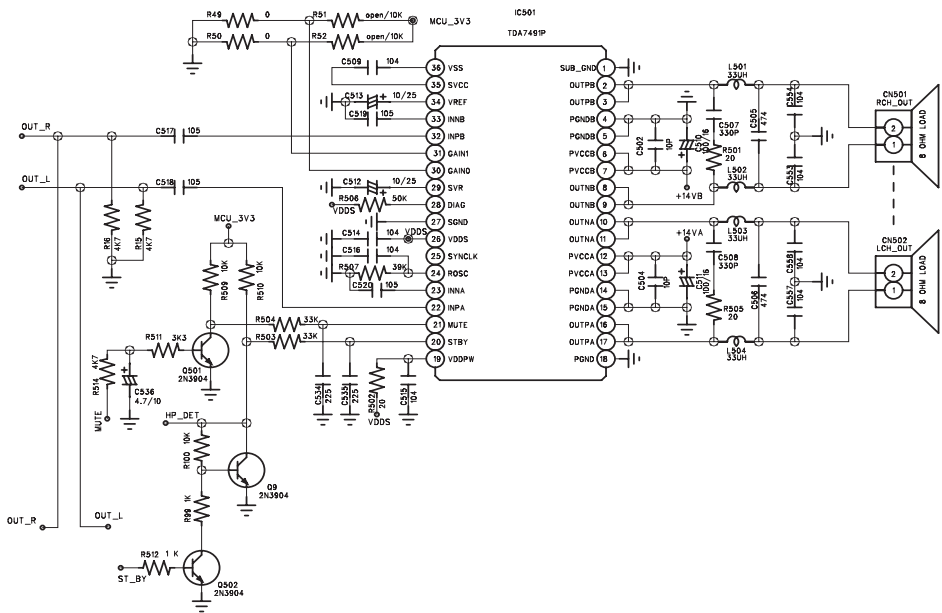 R49 0 R51 open/10K MCU_3V3
R50 0 R52 open/10K
IC501
TDA7491P
C509 104 36 VSS SUB_GND 1
35 SVCC OUTPB 2
C513 10/25 34 VREF OUTPB 3
C519 105 33 INNB PGNDB 4
OUT_R C517 105 32 INPB PGNDB 5
31 GAIN1 PVCCB 6
30 GAIN0 PVCCB 7
OUT_L C518 105 C512 10/25 29 SVR OUTNB 8
R506 50K VDDS 28 DIAG OUTNB 9
27 SGND OUTNA 10
C514 104 VDDS 26 VDDS OUTNA 11
C516 104 25 SYNCLK PVCCA 12
R507 39K 24 ROSC PVCCA 13
C520 105 23 INNA PGNDA 14
22 INPA PGNDA 15
R504 33K 21 MUTE OUTPA 16
R503 33K 20 STBY OUTPA 17
19 VDDPW PGND 18
L501
33UH
C507
330P
R501
20
L502
33UH
C502
10P
C510
100/16
+14VB
C505
474
C554
104
C553
104
CN501
RCH_OUT
2
1
8 OHM LOAD
+14VA
L503
33UH
C508
330P
R505
20
L504
33UH
C504
10P
C511
100/16
C506
474
C558
104
C557
104
CN502
LCH_OUT
2
1
8 OHM LOAD
R16
4K7
R15
4K7
MCU_3V3
R509
10K
R510
10K
R511 3K3
Q501
2N3904
R514
4K7
MUTE
C536
4.7/10
C534
225
C535
225
R502
20
VDDS
C515
104
HP_DET
R100 10K
Q9
2N3904
R99 1K
OUT_R
OUT_L
R512 1 K
ST_BY
Q502
2N3904